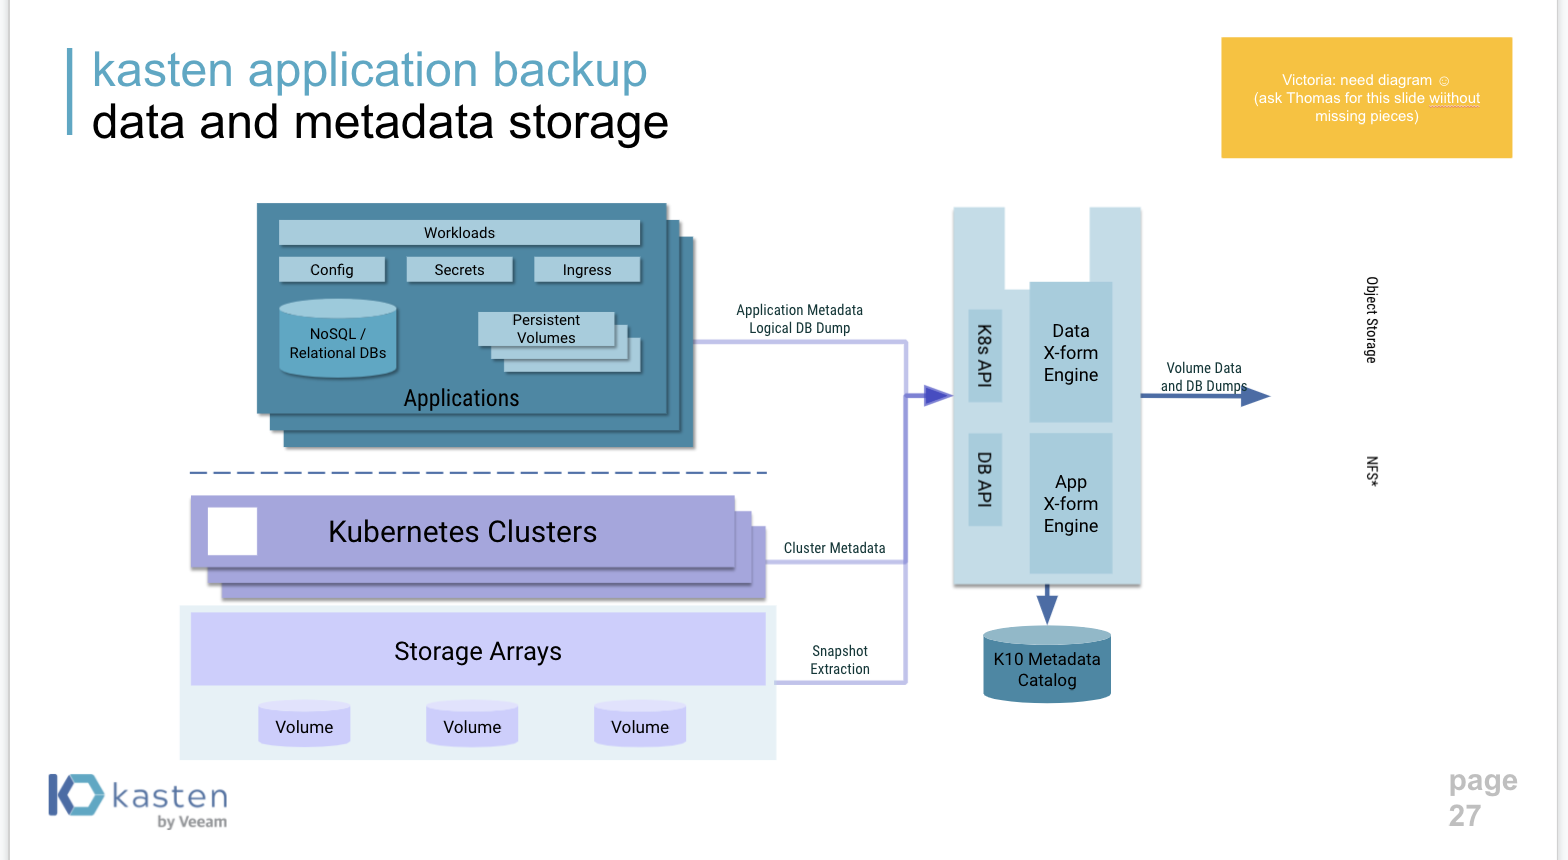 kasten application backup
data and metadata storage
Victoria: need diagram ☺
(ask Thomas for this slide wiithout
missing pieces)
Workloads
Config
Secrets
Ingress
NoSQL /
Relational DBs
Persistent
Volumes
Applications
Application Metadata
Logical DB Dump
K8s API
Data
X-form
Engine
Volume Data
and DB Dumps
Object Storage
NFS*
DB API
App
X-form
Engine
Kubernetes Clusters
Cluster Metadata
Storage Arrays
Snapshot
Extraction
K10 Metadata
Catalog
Volume
Volume
Volume
kasten
by Veeam
page
27